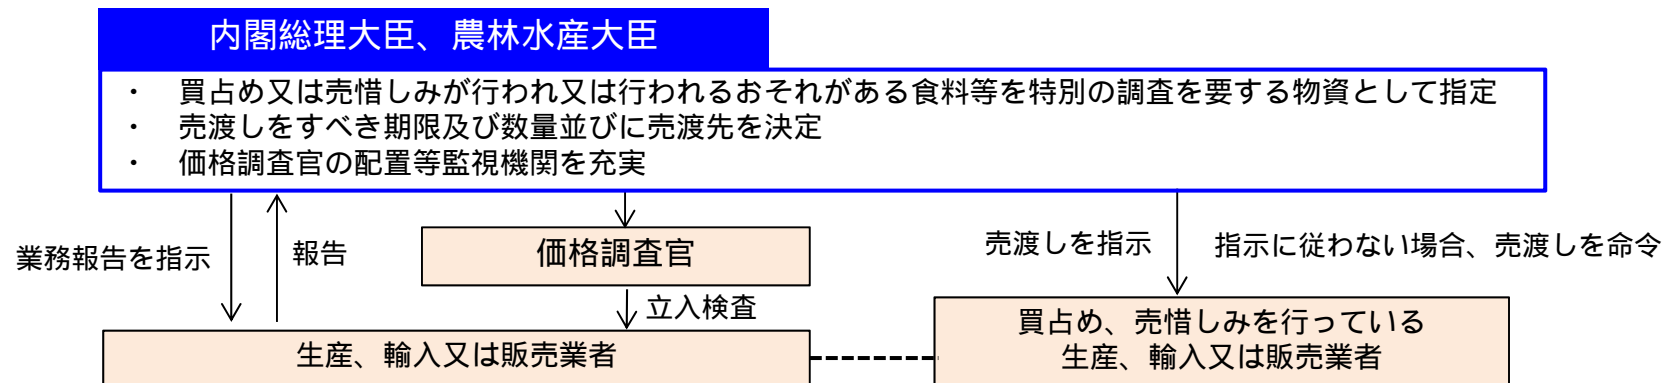 内閣総理大臣、農林水産大臣
・　買占め又は売惜しみが行われ又は行われるおそれがある食料等を特別の調査を要する物資として指定
・　売渡しをすべき期限及び数量並びに売渡先を決定
・　価格調査官の配置等監視機関を充実
業務報告を指示
報告
価格調査官
立入検査
売渡しを指示
指示に従わない場合、売渡しを命令
生産、輸入又は販売業者
買占め、売惜しみを行っている
生産、輸入又は販売業者